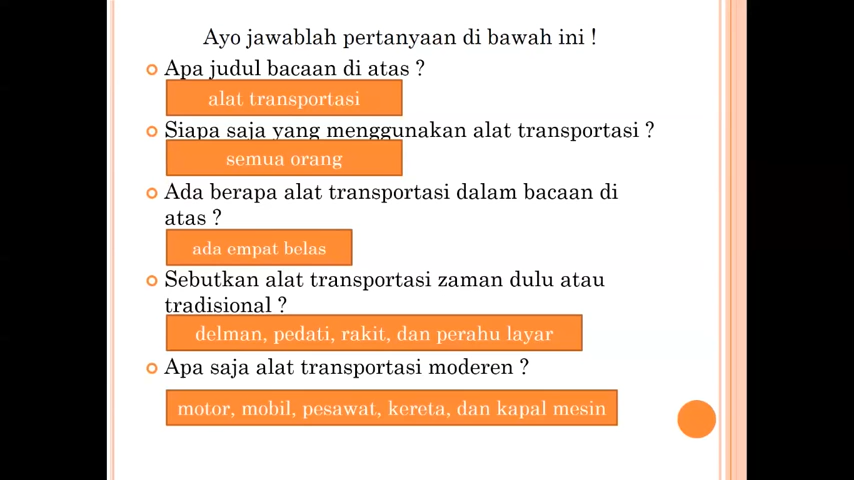 Ayo jawablah pertanyaan di bawah ini !
Apa judul bacaan di atas ?
alat transportasi
Siapa saja yang menggunakan alat transportasi ?
semua orang
Ada berapa alat transportasi dalam bacaan di
atas ?
ada empat belas
Sebutkan alat transportasi zaman dulu atau
tradisional ?
delman, pedati, rakit, dan perahu layar
Apa saja alat transportasi moderen ?
motor, mobil, pesawat, kereta, dan kapal mesin